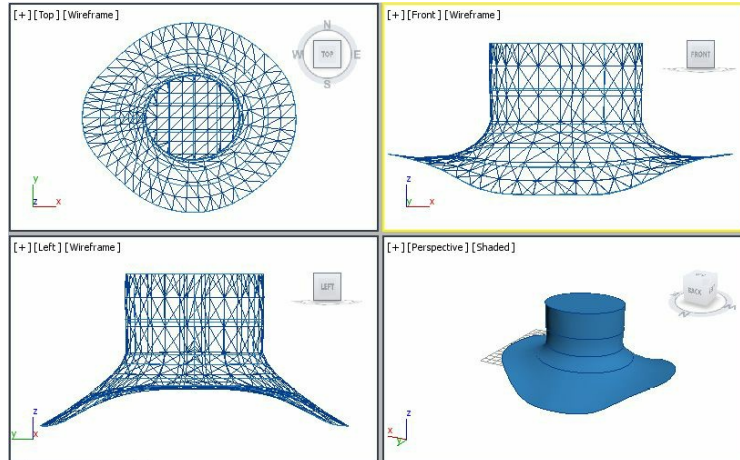 [+] [Top] [Wireframe]
N
W
TOP
E
S
y
z
x
[+] [Front] [Wireframe]
FRONT
z
y
x
[+] [Left] [Wireframe]
LEFT
z
y
x
[+] [Perspective] [Shaded]
BACK
z
x
y